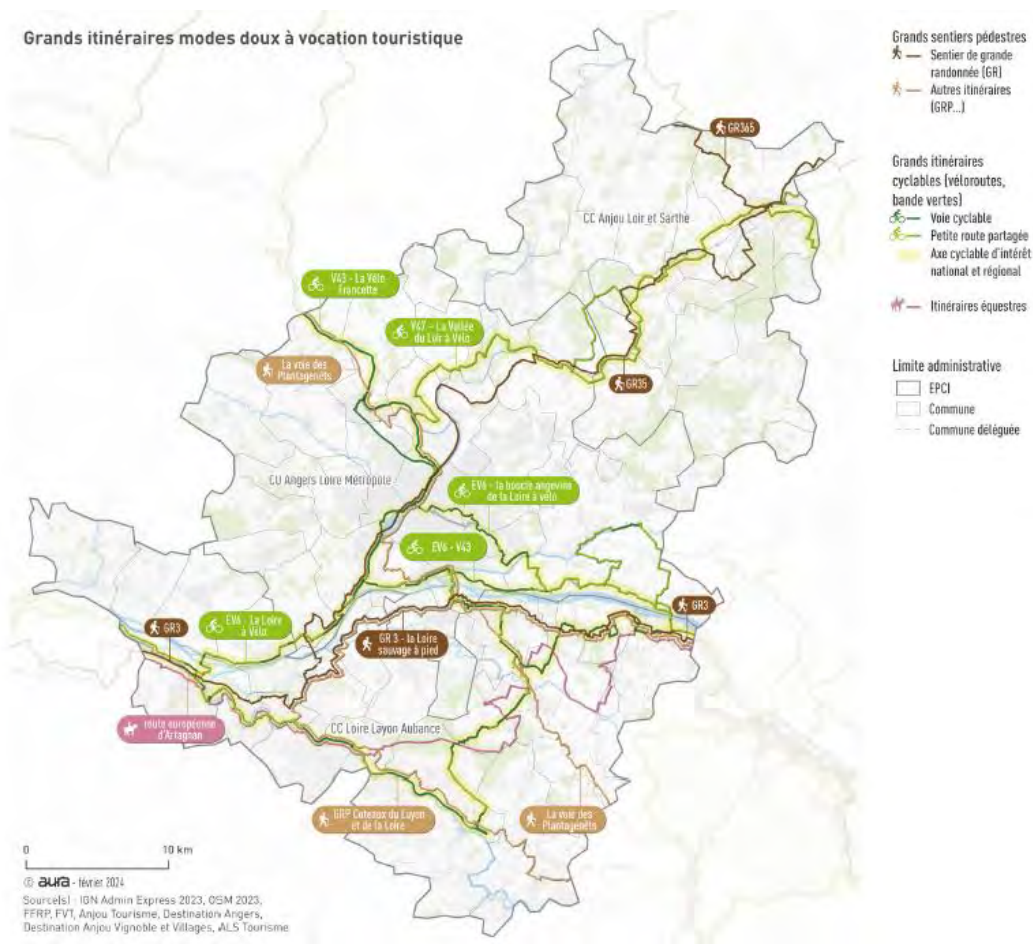 Grands itinéraires modes doux à vocation touristique
Grands sentiers pédestres
Sentier de grande
randonnée (GR)
Autres itinéraires
(GRP...)
Grands itinéraires
cyclables (véloroutes,
bande vertes)
Voie cyclable
Petite route partagée
Axe cyclable d'intérêt
national et régional
Itinéraires équestres
Limite administrative
EPCI
Commune
Commune déléguée
GR365
CC Anjou Loir et Sarthe
V43 - La Vélo
Francette
V47 - La Vallée
du Loir à Vélo
La voie des
Plantagenêts
GR35
CU Angers Loire Métropole
EV6 - la boucle angevine
de la Loire à vélo
EV6 - V43
GR3
EV6 - La Loire
à Vélo
GR3
GR 3 - la Loire
sauvage à pied
route européenne
d'Artagnan
CC Loire Layon Aubance
GRP Coteaux du Layon
et de la Loire
La voie des
Plantagenêts
0 10 km
© aura - février 2024
Source(s) : IGN Admin Express 2023, OSM 2023,
FFRP, FVT, Anjou Tourisme, Destination Angers,
Destination Anjou Vignoble et Villages, ALS Tourisme